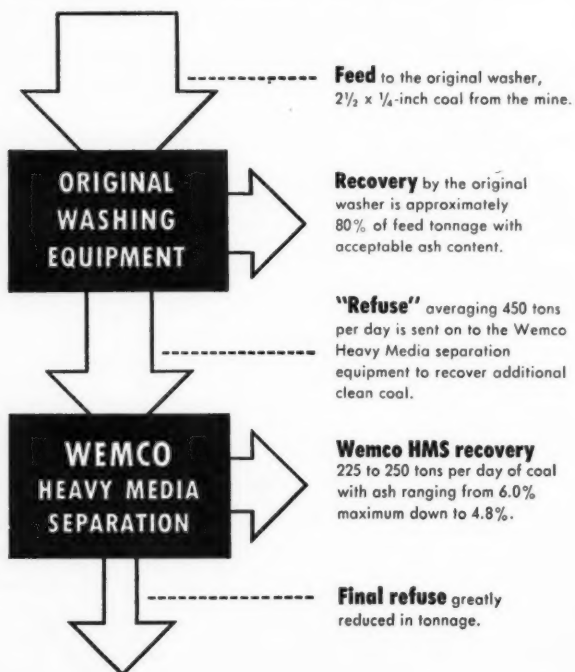 Feed to the original washer,
2½ x ¼-inch coal from the mine.
ORIGINAL
WASHING
EQUIPMENT
Recovery by the original
washer is approximately
80% of feed tonnage with
acceptable ash content.
"Refuse" averaging 450 tons
per day is sent on to the Wemco
Heavy Media separation
equipment to recover additional
clean coal.
WEMCO
HEAVY MEDIA
SEPARATION
Wemco HMS recovery
225 to 250 tons per day of coal
with ash ranging from 6.0%
maximum down to 4.8%.
Final refuse greatly
reduced in tonnage.